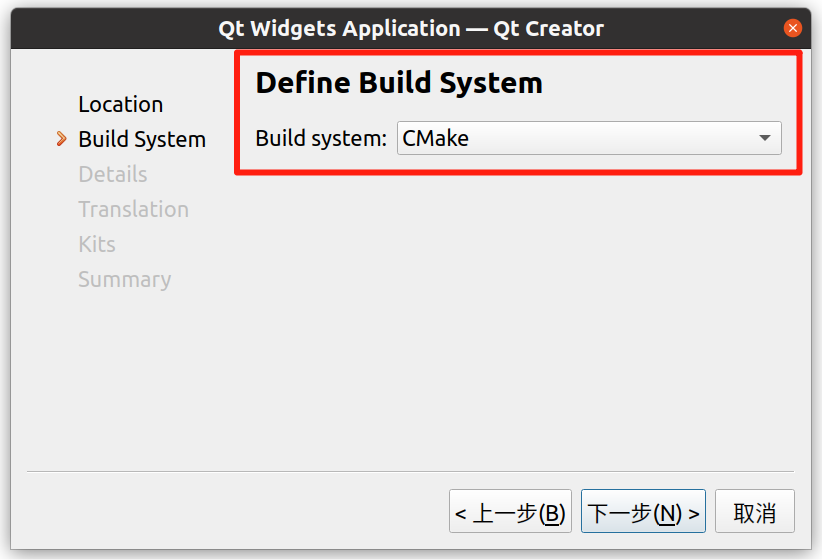 Qt Widgets Application — Qt Creator
Location
Build System
Details
Translation
Kits
Summary
Define Build System
Build system: CMake
< 上一步(B) 下一步(N) > 取消